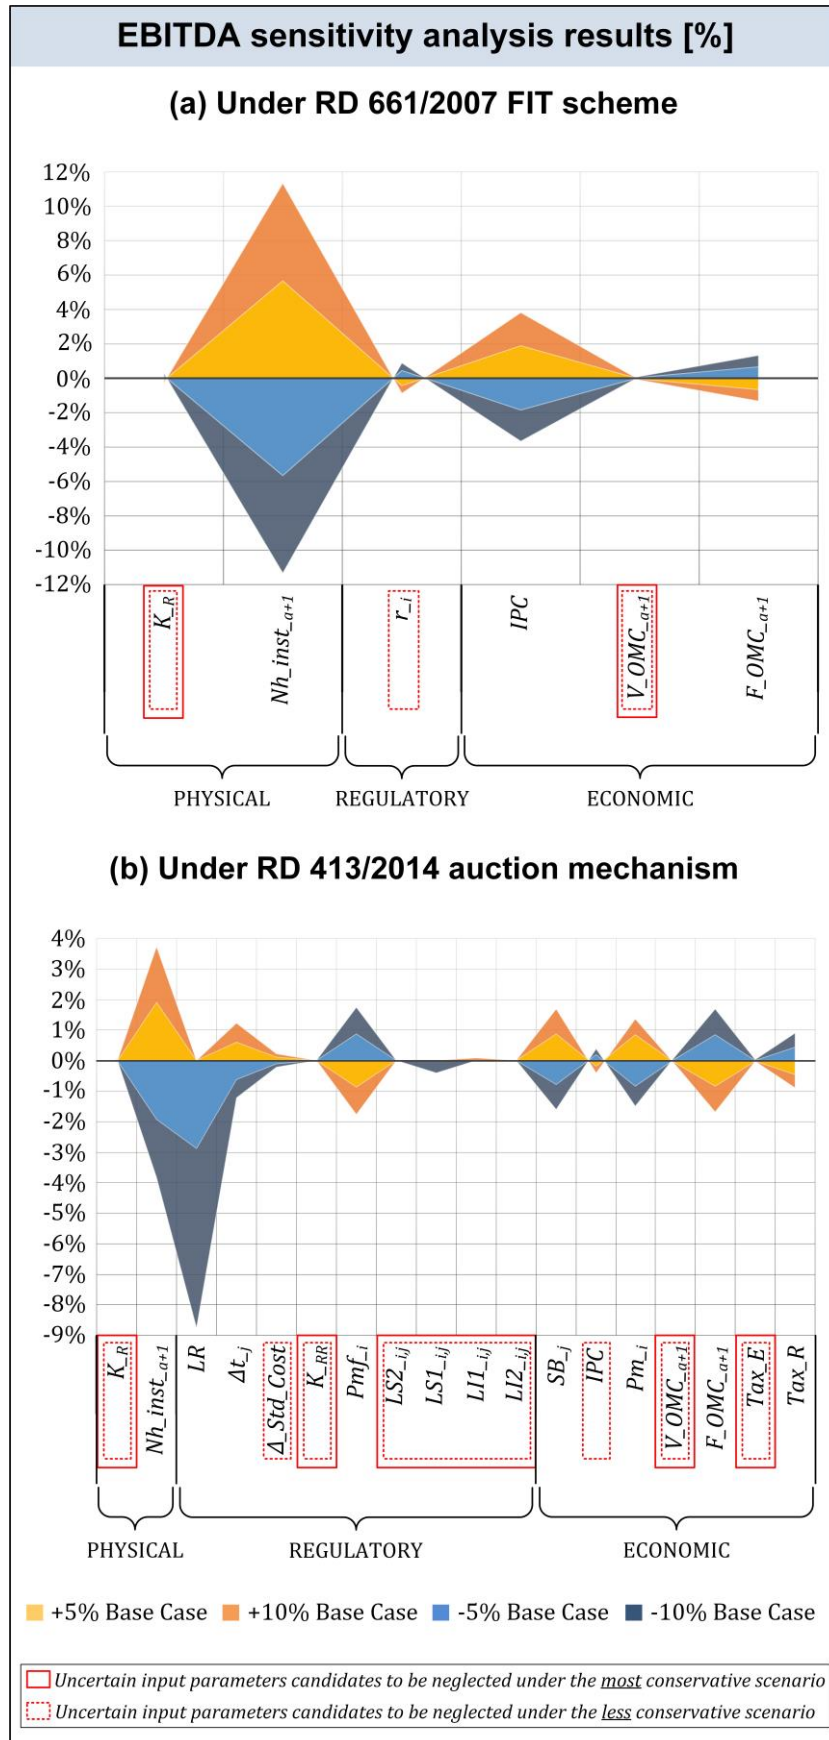 EBITDA sensitivity analysis results [%]
(a) Under RD 661/2007 FIT scheme
12%
10%
8%
6%
4%
2%
0%
-2%
-4%
-6%
-8%
-10%
-12%
K_R
Nh_inst_a+1
r_i
IPC
V_OMC_a+1
F_OMC_a+1
PHYSICAL
REGULATORY
ECONOMIC
(b) Under RD 413/2014 auction mechanism
4%
3%
2%
1%
0%
-1%
-2%
-3%
-4%
-5%
-6%
-7%
-8%
-9%
K_R
Nh_inst_a+1
LR
Δt_j
Δ_Std_Cost
K_RR
Pmf_i
LS2_i,j
LS1_i,j
LI1_i,j
LI2_i,j
SB_j
IPC
Pm_i
V_OMC_a+1
F_OMC_a+1
Tax_E
Tax_R
PHYSICAL
REGULATORY
ECONOMIC
+5% Base Case +10% Base Case -5% Base Case -10% Base Case
Uncertain input parameters candidates to be neglected under the most conservative scenario
Uncertain input parameters candidates to be neglected under the less conservative scenario